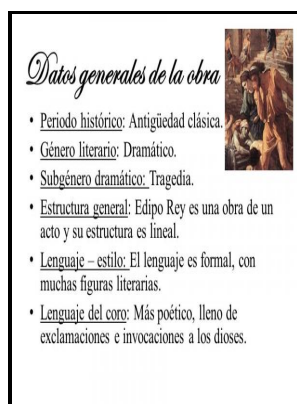 Datos generales de la obra
• Periodo histórico: Antigüedad clásica.
• Género literario: Dramático.
• Subgénero dramático: Tragedia.
• Estructura general: Edipo Rey es una obra de un
acto y su estructura es lineal.
• Lenguaje – estilo: El lenguaje es formal, con
muchas figuras literarias.
• Lenguaje del coro: Más poético, lleno de
exclamaciones e invocaciones a los dioses.